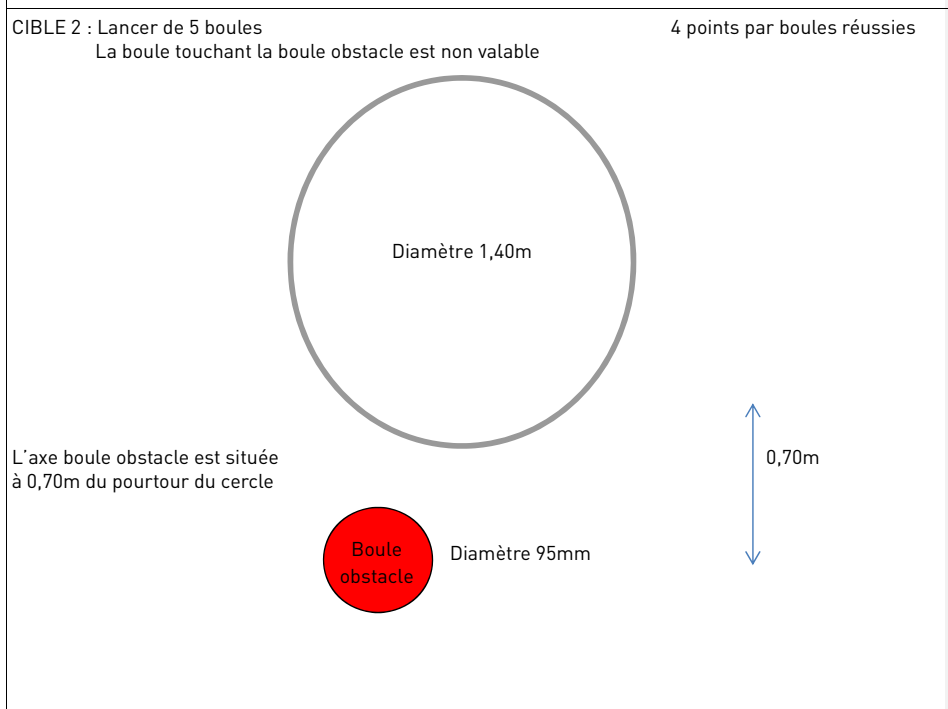 CIBLE 2 : Lancer de 5 boules
4 points par boules réussies
La boule touchant la boule obstacle est non valable
Diamètre 1,40m
L'axe boule obstacle est située
à 0,70m du pourtour du cercle
0,70m
Boule
obstacle
Diamètre 95mm